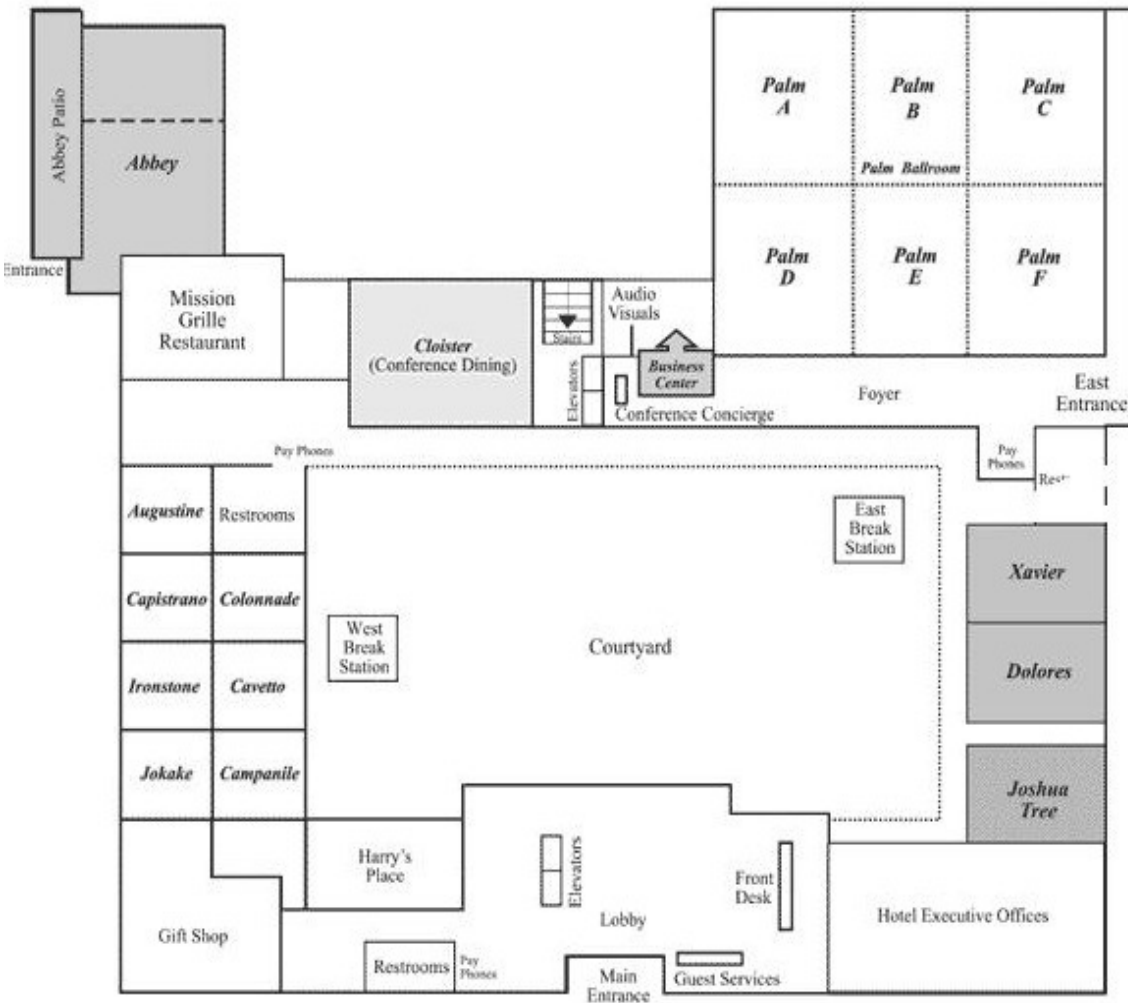 Abbey Patio
Abbey
Entrance
Palm
A
Palm
B
Palm
C
Palm Ballroom
Palm
D
Palm
E
Palm
F
Mission
Grille
Restaurant
Cloister
(Conference Dining)
Stairs
Audio
Visuals
Elevators
Business
Center
Conference Concierge
Foyer
East
Entrance
Pay Phones
Pay
Phones
Augustine
Restrooms
East
Break
Station
Xavier
Capistrano
Colonnade
West
Break
Station
Courtyard
Ironstone
Cavetto
Dolores
Jokake
Campanile
Joshua
Tree
Harry's
Place
Elevators
Front
Desk
Gift Shop
Lobby
Hotel Executive Offices
Restrooms
Pay
Phones
Main
Entrance
Guest Services